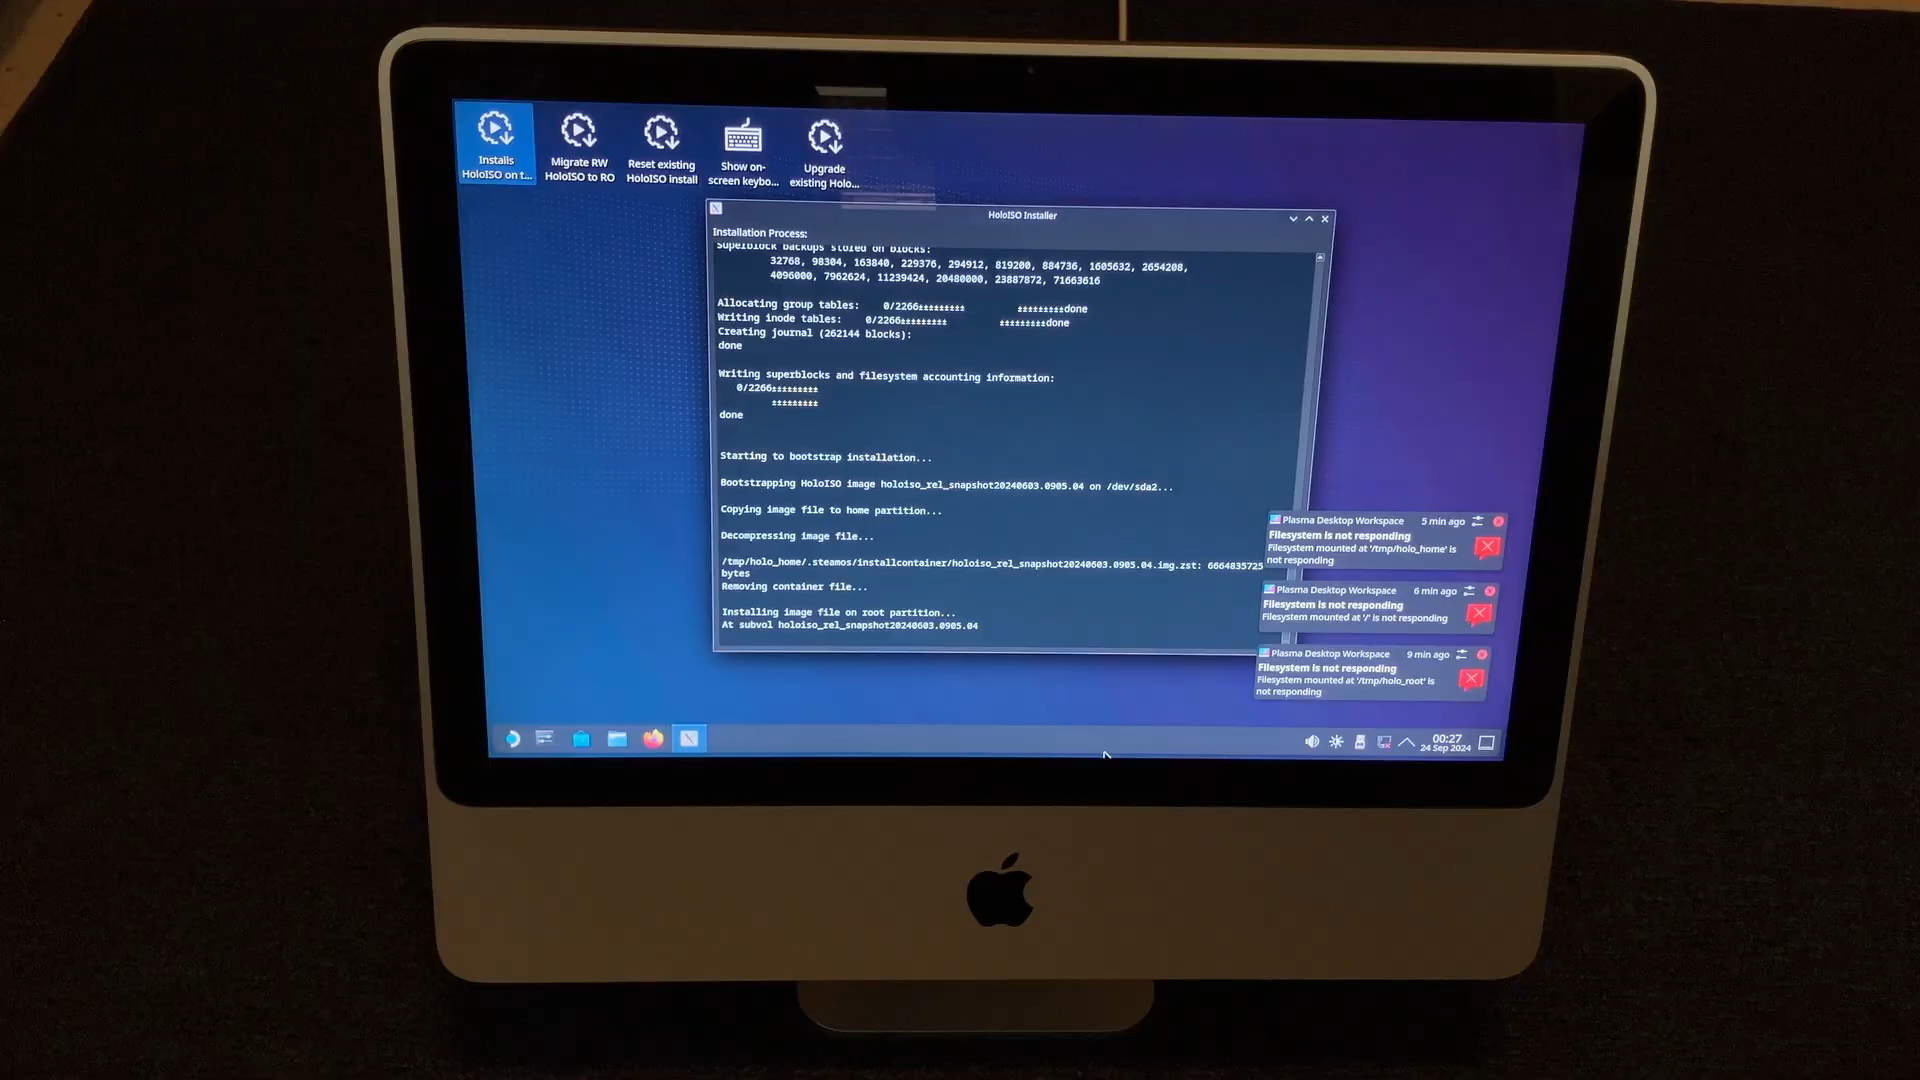 Installs
HoloISO on t...
Migrate RW
HoloISO to RO
Reset existing
HoloISO install
Show on-
screen keybo...
Upgrade
existing Holo...
HoloISO Installer
Installation Process:
Superblock backups stored on blocks:
32768, 98304, 163840, 229376, 294912, 819200, 884736, 1605632, 2654208,
4096000, 7962624, 11239424, 20480000, 23887872, 71663616
Allocating group tables: 0/2266 done
Writing inode tables: 0/2266 done
Creating journal (262144 blocks):
done
Writing superblocks and filesystem accounting information:
0/2266
done
Starting to bootstrap installation...
Bootstrapping HoloISO image holoiso_rel_snapshot20240603.0905.04 on /dev/sda2...
Copying image file to home partition...
Decompressing image file...
/tmp/holo_home/.steamos/installcontainer/holoiso_rel_snapshot20240603.0905.04.img.zst: 6664835725
bytes
Removing container file...
Installing image file on root partition...
At subvol holoiso_rel_snapshot20240603.0905.04
Plasma Desktop Workspace 5 min ago
Filesystem is not responding
Filesystem mounted at '/tmp/holo_home' is
not responding
Plasma Desktop Workspace 6 min ago
Filesystem is not responding
Filesystem mounted at '/' is not responding
Plasma Desktop Workspace 9 min ago
Filesystem is not responding
Filesystem mounted at '/tmp/holo_root' is
not responding
00:27
24 Sep 2024